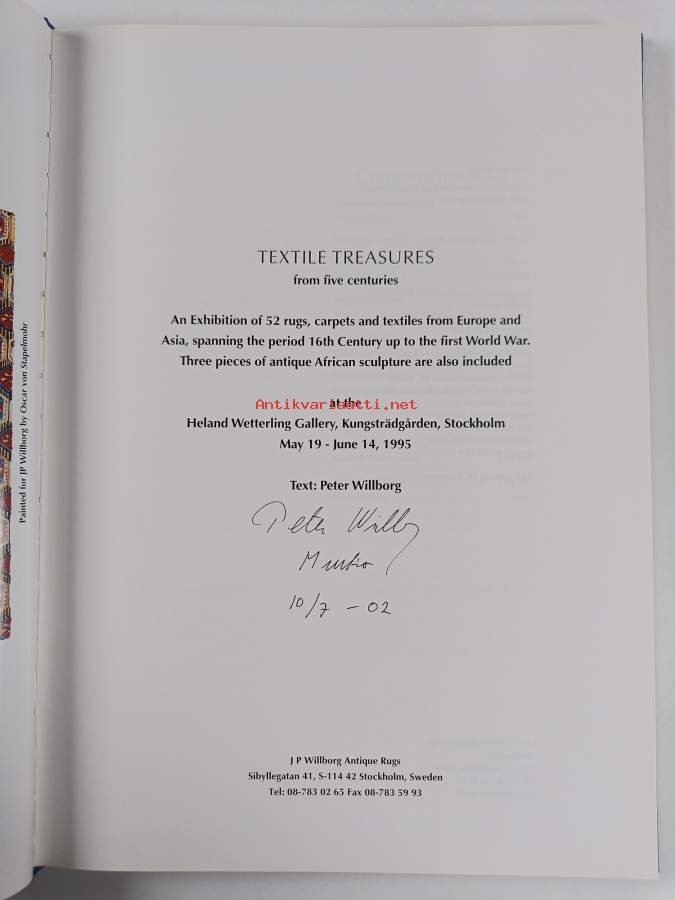 Painted for JP Willborg by Oscar von Stapelmohr
TEXTILE TREASURES
from five centuries
An Exhibition of 52 rugs, carpets and textiles from Europe and
Asia, spanning the period 16th Century up to the first World War.
Three pieces of antique African sculpture are also included
at the
Antikvariaatti.net
Heland Wetterling Gallery, Kungsträdgården, Stockholm
May 19 - June 14, 1995
Text: Peter Willborg
Peter
10/7 - 02
J P Willborg Antique Rugs
Sibyllegatan 41, S-114 42 Stockholm, Sweden
Tel: 08-783 02 65 Fax 08-783 59 93